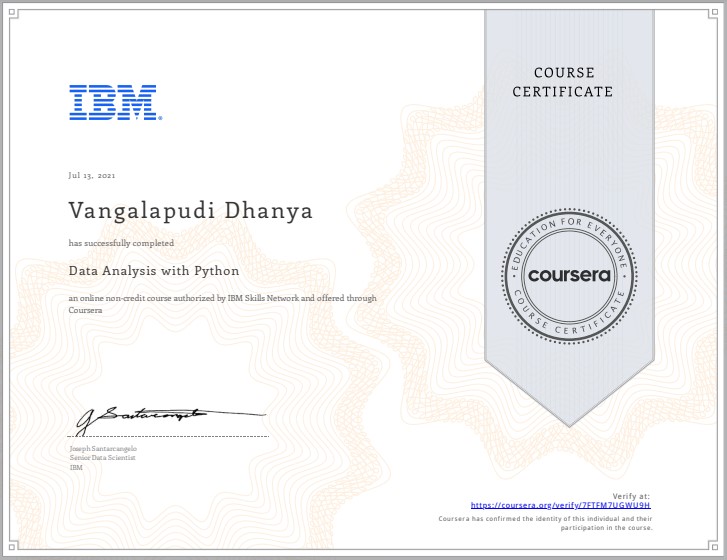 COURSE
CERTIFICATE
IBM®
Jul 13, 2021
Vangalapudi Dhanya
has successfully completed
Data Analysis with Python
an online non-credit course authorized by IBM Skills Network and offered through
Coursera
EDUCATION FOR EVERYONE
coursera
COURSE CERTIFICATE
Joseph Santarcangelo
Senior Data Scientist
IBM
Verify at:
https://coursera.org/verify/7FTFM7UGWU9H
Coursera has confirmed the identity of this individual and their
participation in the course.